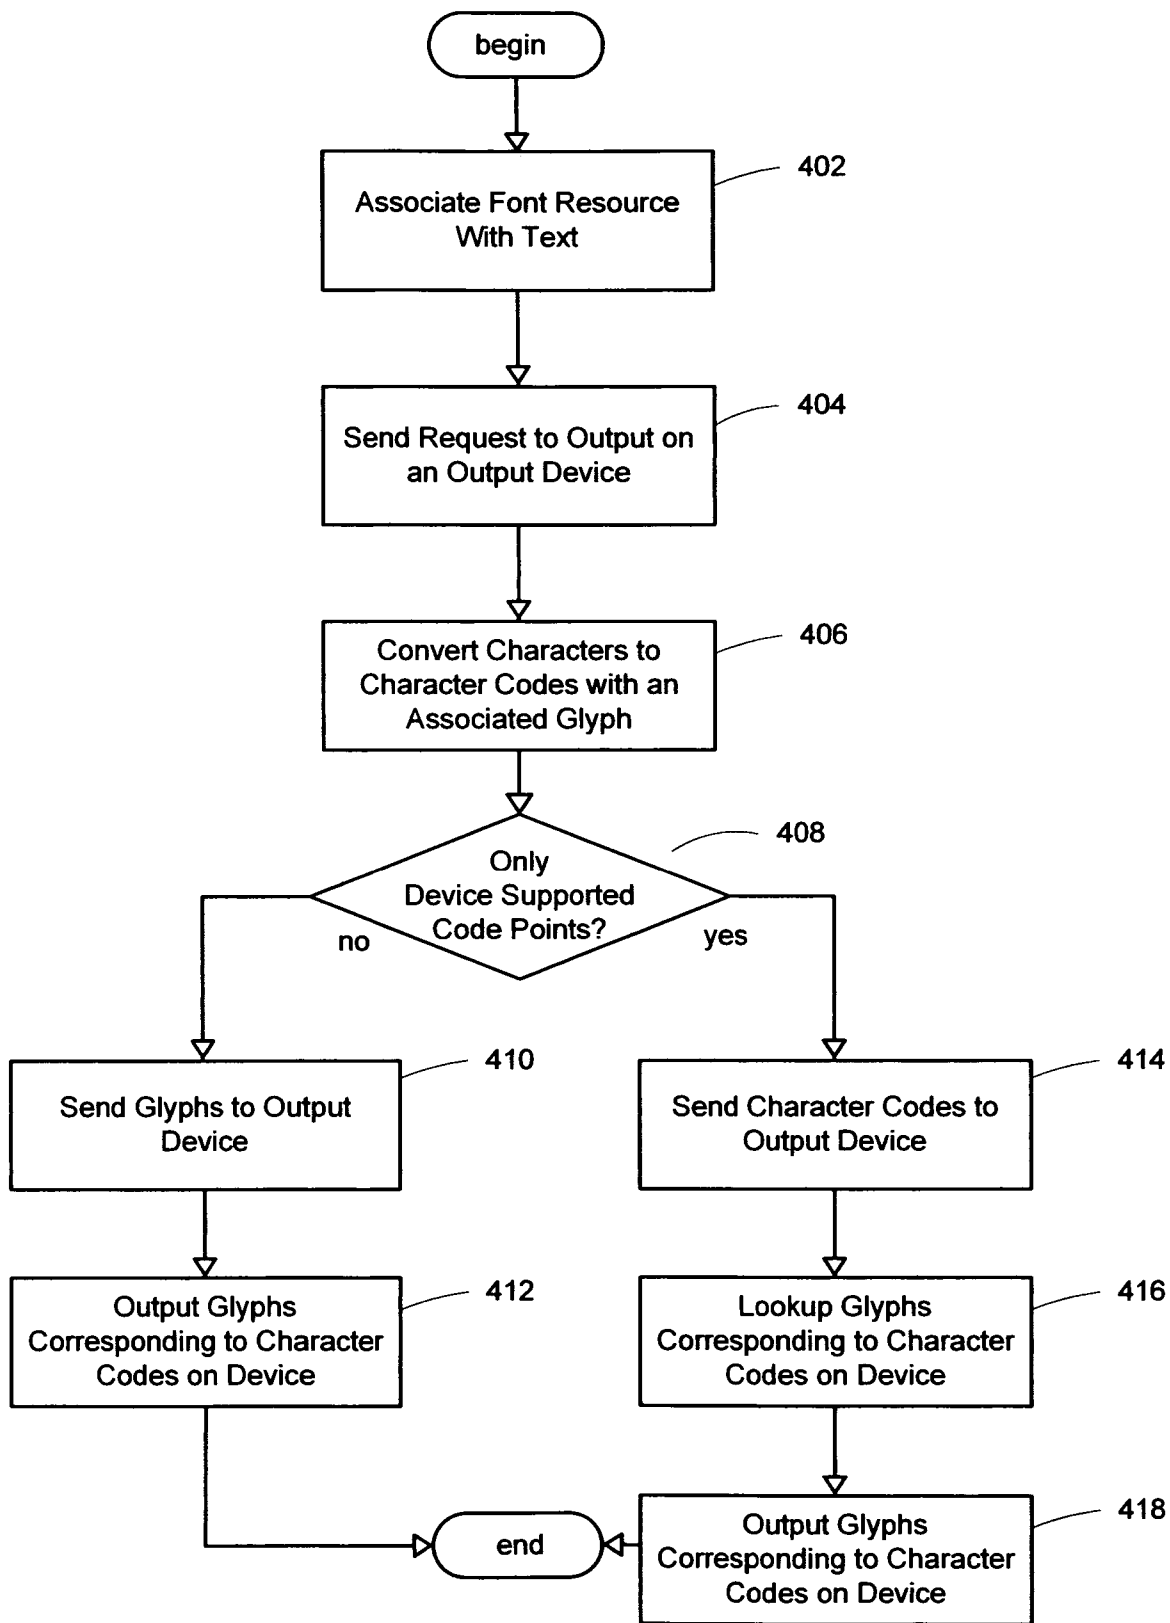 begin
402
Associate Font Resource
With Text
404
Send Request to Output on
an Output Device
406
Convert Characters to
Character Codes with an
Associated Glyph
408
Only
Device Supported
Code Points?
no
yes
410
Send Glyphs to Output
Device
414
Send Character Codes to
Output Device
412
Output Glyphs
Corresponding to Character
Codes on Device
416
Lookup Glyphs
Corresponding to Character
Codes on Device
418
Output Glyphs
Corresponding to Character
Codes on Device
end